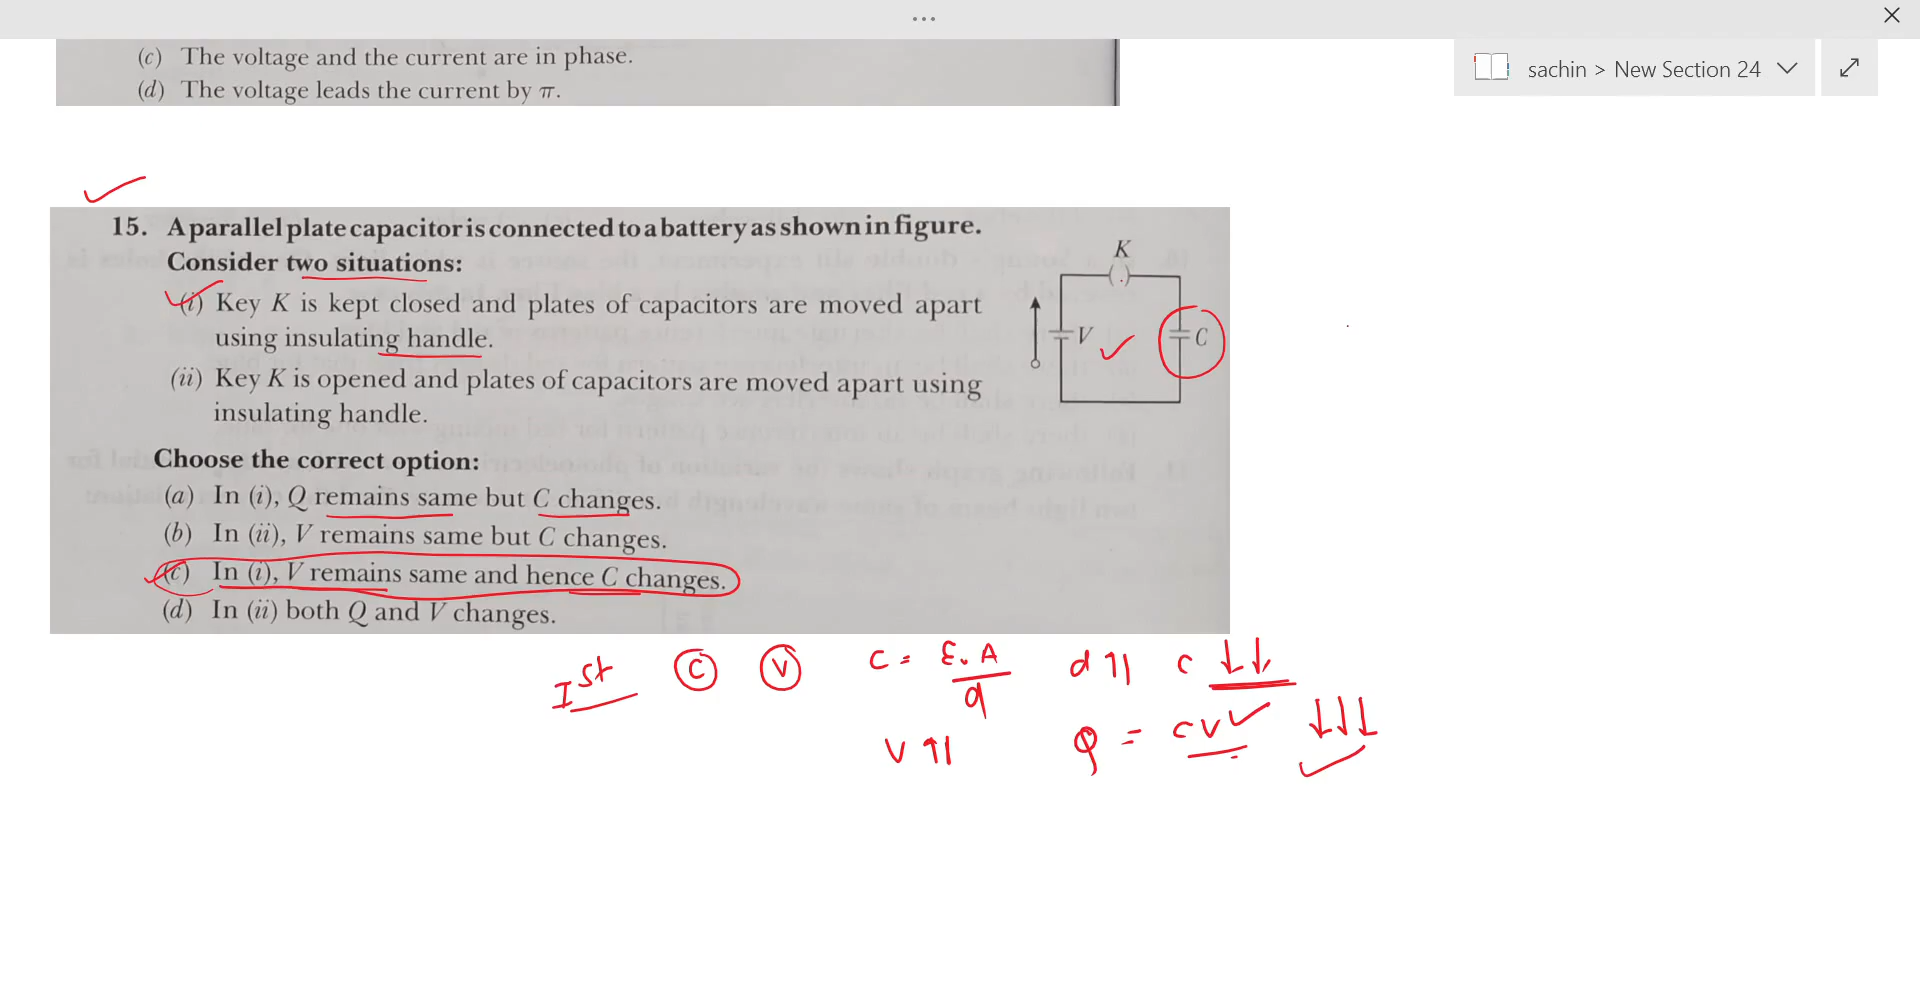 ...
sachin > New Section 24
(c) The voltage and the current are in phase.
(d) The voltage leads the current by π.
15. A parallel plate capacitor is connected to a battery as shown in figure.
Consider two situations:
(i) Key K is kept closed and plates of capacitors are moved apart
using insulating handle.
(ii) Key K is opened and plates of capacitors are moved apart using
insulating handle.
K
(.)
V
C
Choose the correct option:
(a) In (i), Q remains same but C changes.
(b) In (ii), V remains same but C changes.
(c) In (i), V remains same and hence C changes.
(d) In (ii) both Q and V changes.
Ist C V C = ε. A / d d ↑↑ C ↓↓
V ↑↑ Q = CV ✓ ↓↓↓